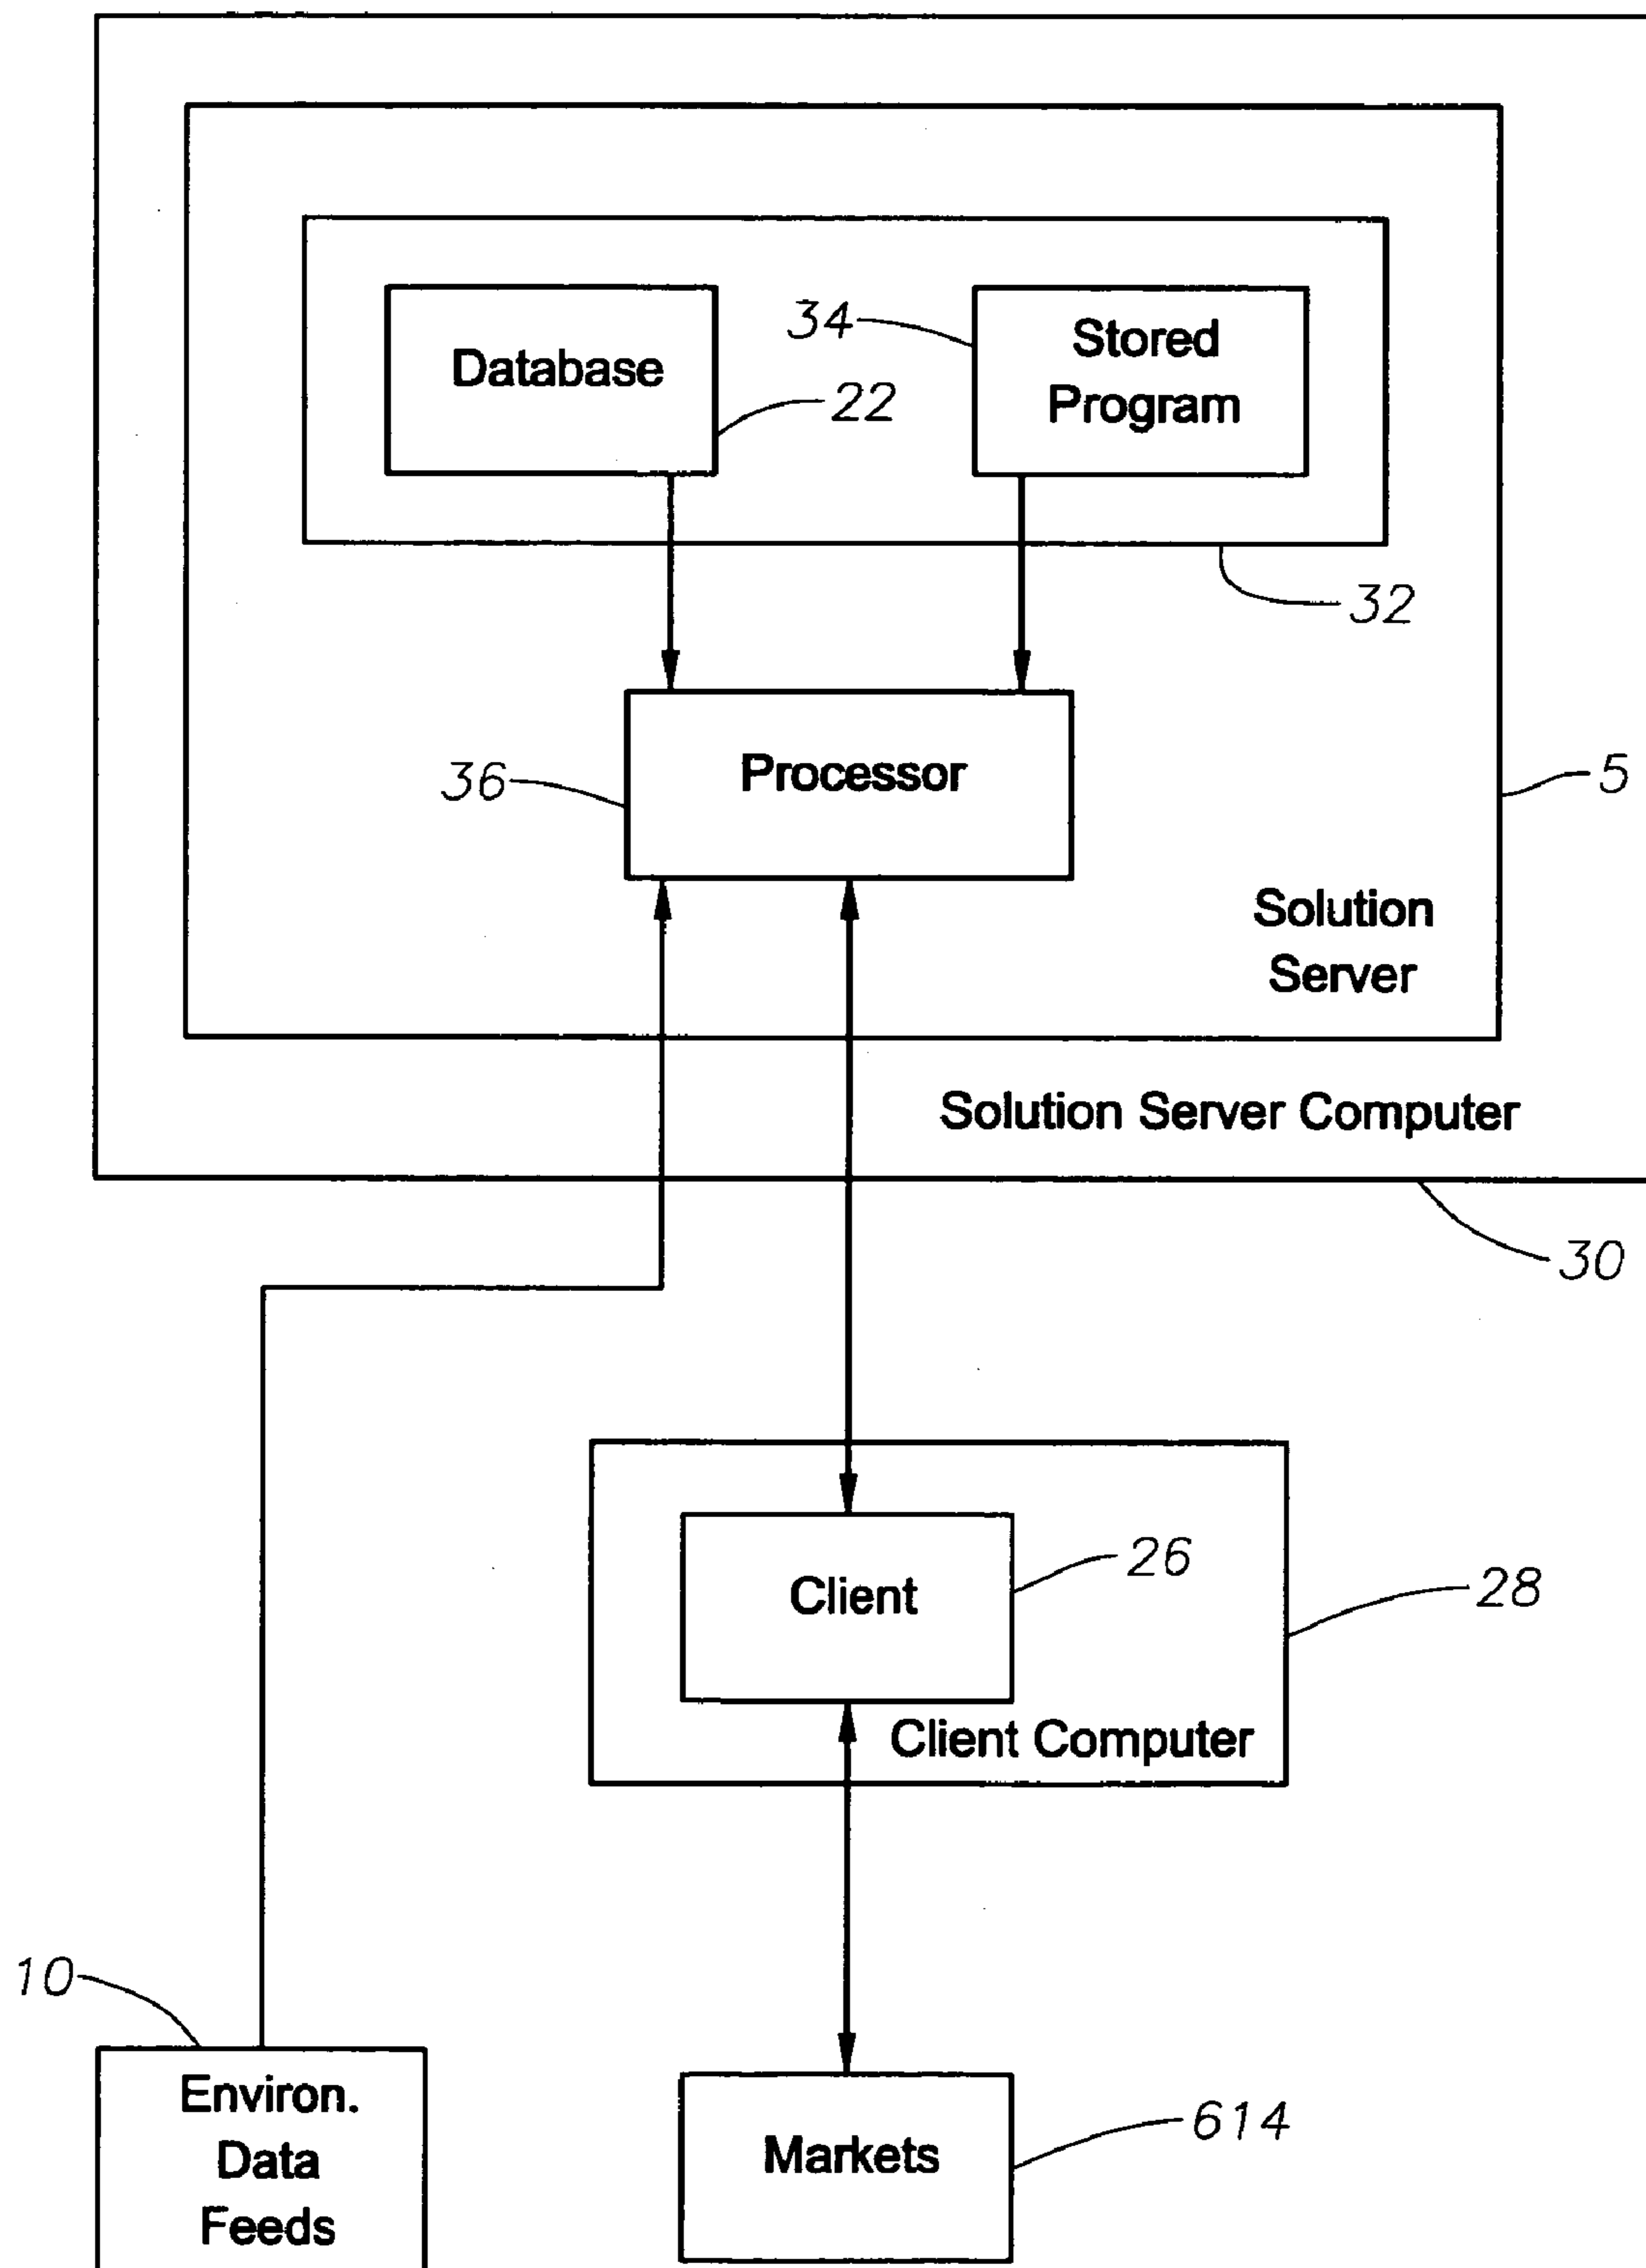 Database
22
34
Stored
Program
32
36
Processor
5
Solution
Server
Solution Server Computer
30
Client
26
28
Client Computer
10
Environ.
Data
Feeds
Markets
614